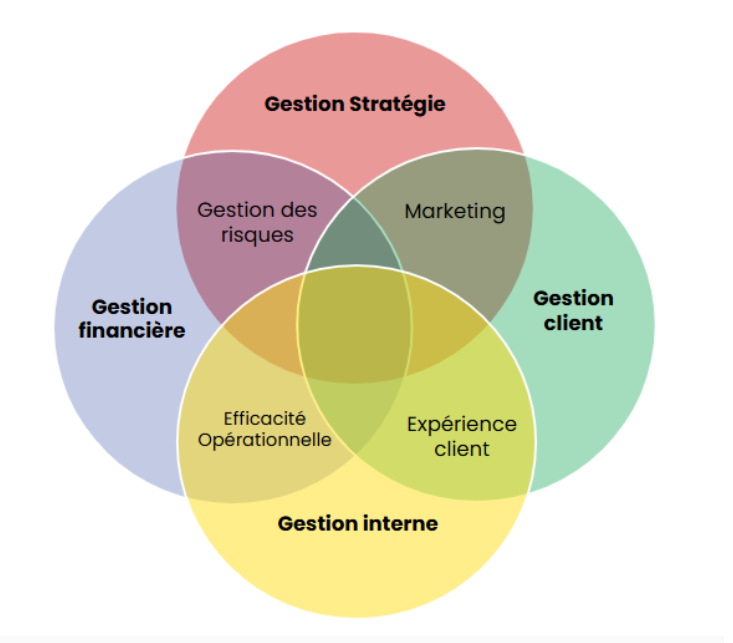 Gestion Stratégie
Gestion des
risques
Marketing
Gestion
financière
Gestion
client
Efficacité
Opérationnelle
Expérience
client
Gestion interne